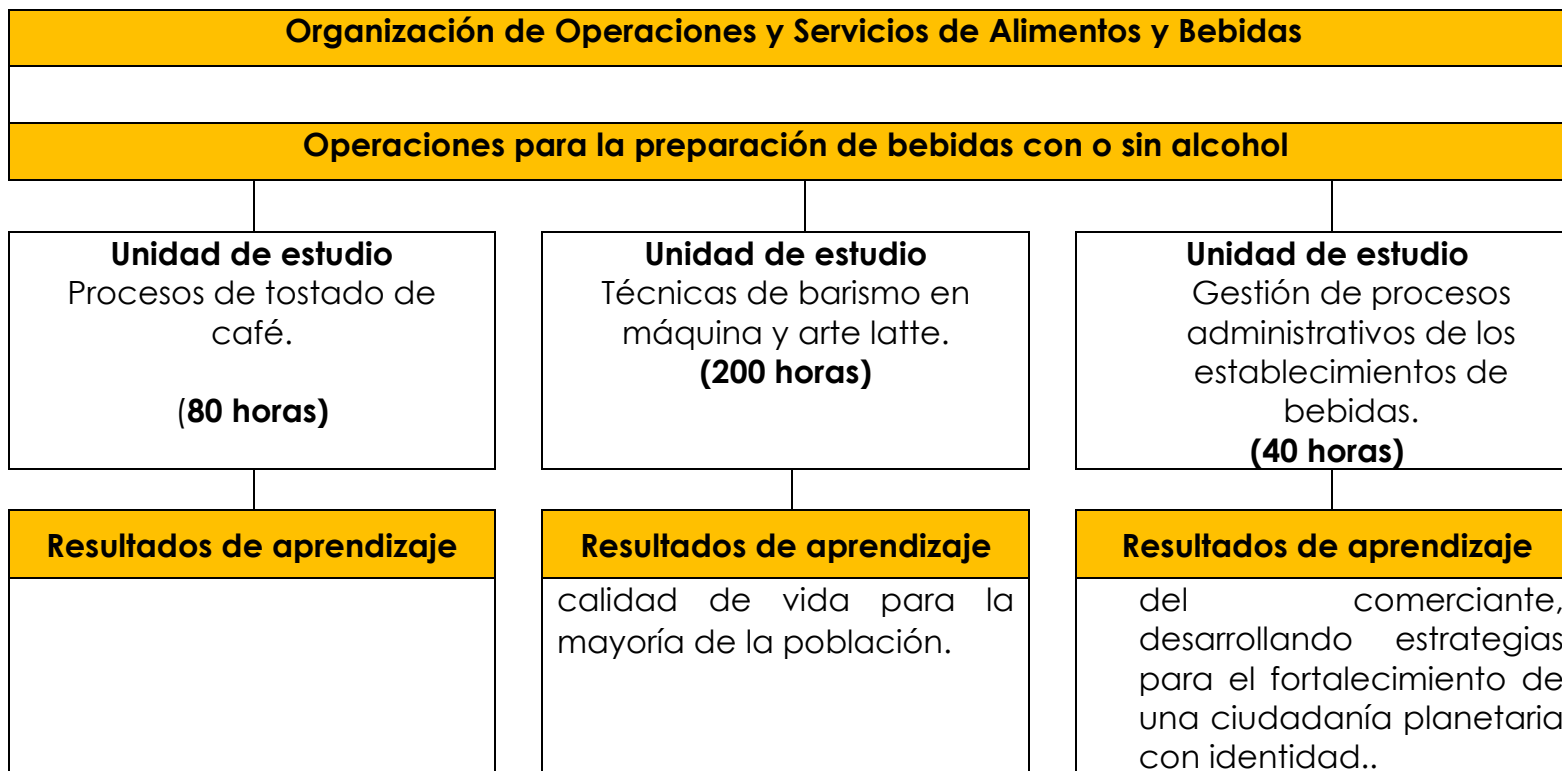 Organización de Operaciones y Servicios de Alimentos y Bebidas
Operaciones para la preparación de bebidas con o sin alcohol
Unidad de estudio
Procesos de tostado de
café.
(80 horas)
Unidad de estudio
Técnicas de barismo en
máquina y arte latte.
(200 horas)
Unidad de estudio
Gestión de procesos
administrativos de los
establecimientos de
bebidas.
(40 horas)
Resultados de aprendizaje
Resultados de aprendizaje
calidad de vida para la
mayoría de la población.
Resultados de aprendizaje
del comerciante,
desarrollando estrategias
para el fortalecimiento de
una ciudadanía planetaria
con identidad..